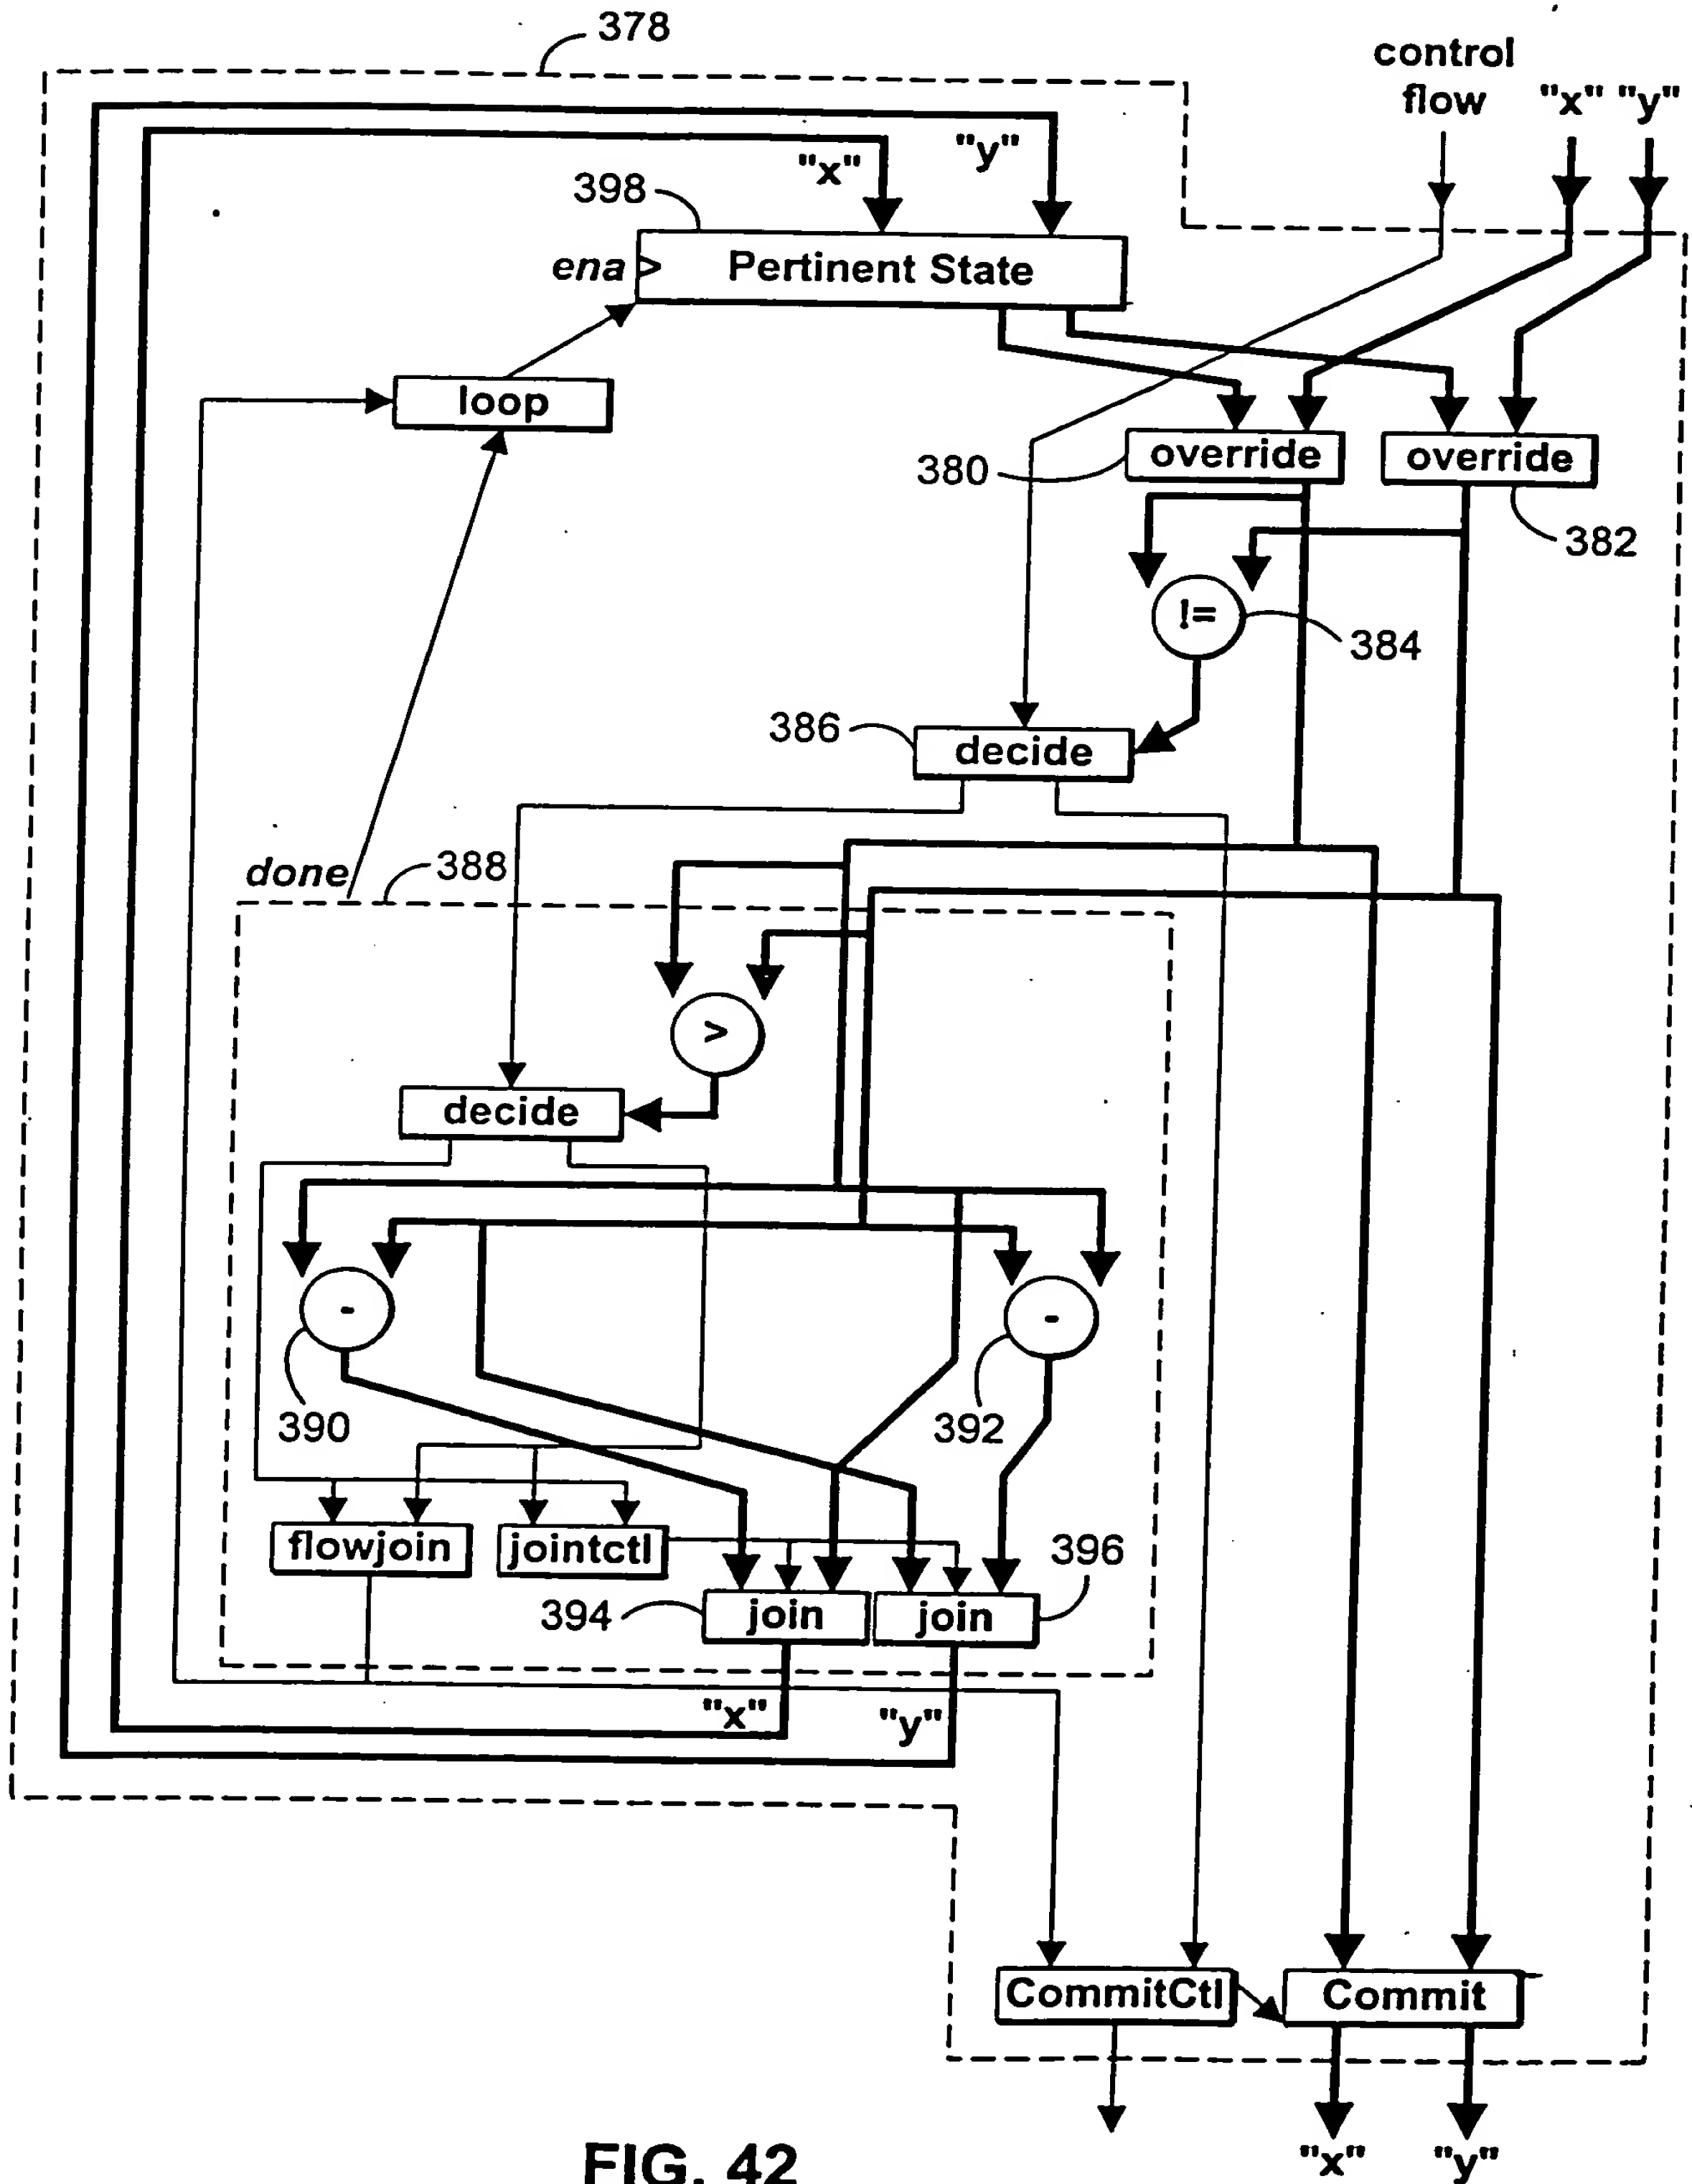 378
control
flow
"x" "y"
"x"
"y"
398
ena >
Pertinent State
loop
380
override
override
382
!=
384
386
decide
done
388
>
decide
-
-
390
392
flowjoin
jointctl
396
394
join
join
"x"
"y"
CommitCtl
Commit
"x"
"y"
FIG. 42